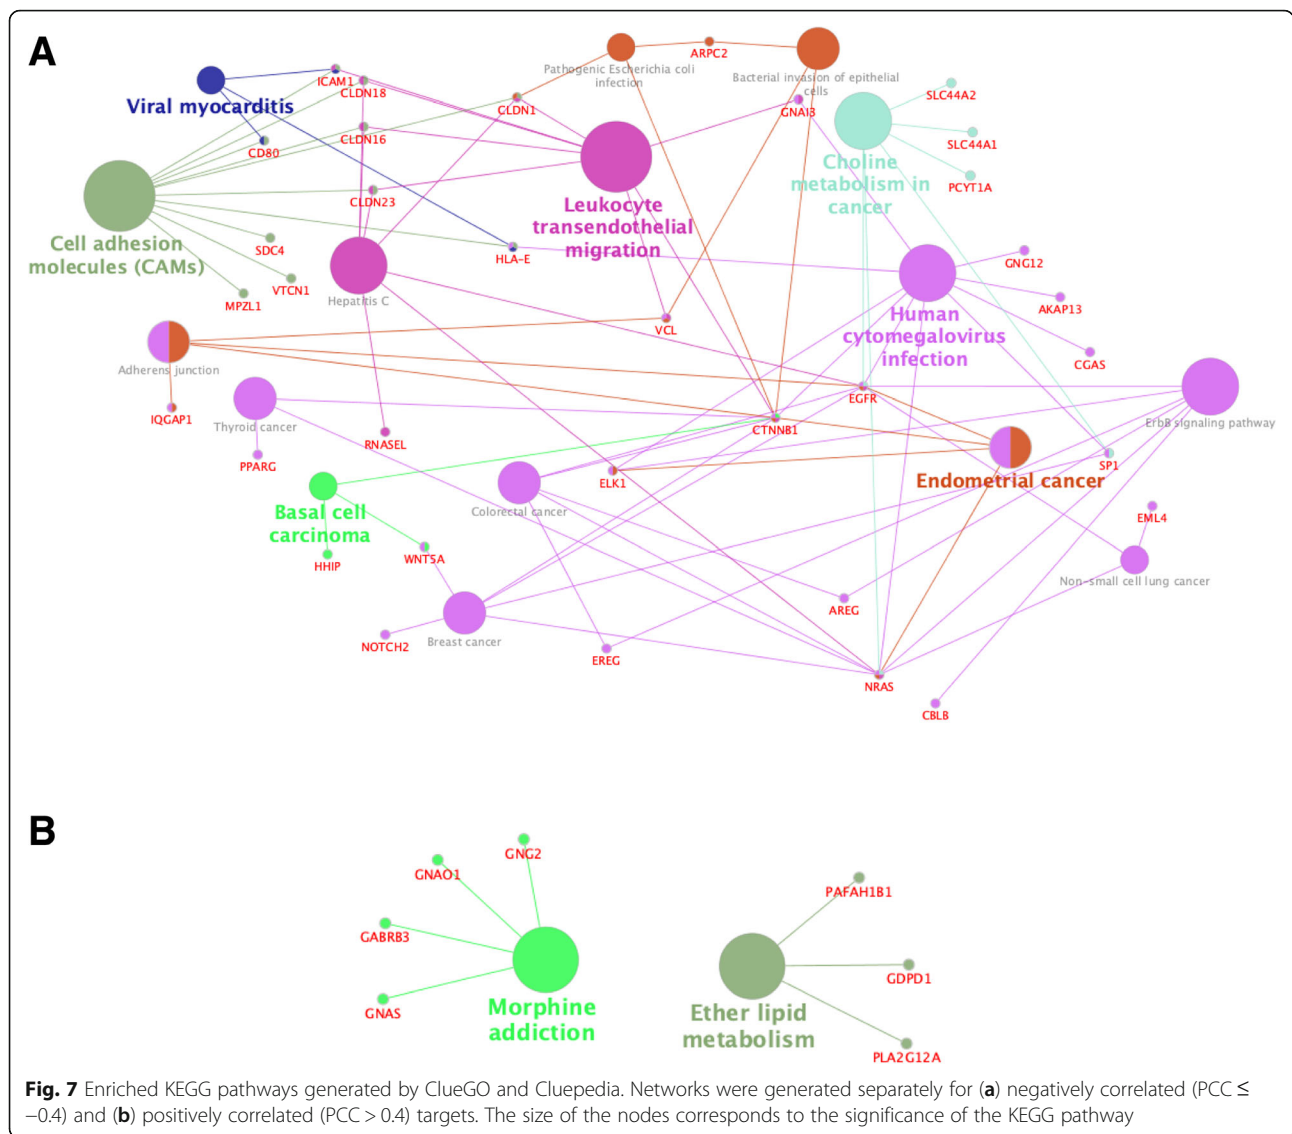 A
Pathogenic Escherichia coli
infection
ARPC2
Bacterial invasion of epithelial
cells
ICAM1
CLDN18
Viral myocarditis
CLDN1
GNAI3
SLC44A2
CLDN16
CD80
SLC44A1
Choline
metabolism in
cancer
PCYT1A
CLDN23
Leukocyte
transendothelial
migration
Cell adhesion
molecules (CAMs)
SDC4
HLA-E
GNG12
VTCN1
MPZL1
Hepatitis C
AKAP13
Human
cytomegalovirus
infection
VCL
CGAS
Adherens junction
EGFR
IQGAP1
Thyroid cancer
CTNNB1
ErbB signaling pathway
RNASEL
PPARG
ELK1
SP1
Endometrial cancer
Basal cell
carcinoma
Colorectal cancer
EML4
HHIP
WNT5A
Non-small cell lung cancer
AREG
NOTCH2
Breast cancer
EREG
NRAS
CBLB
B
GNG2
GNAO1
PAFAH1B1
GABRB3
GDPD1
GNAS
Morphine
addiction
Ether lipid
metabolism
PLA2G12A
Fig. 7 Enriched KEGG pathways generated by ClueGO and Cluepedia. Networks were generated separately for (a) negatively correlated (PCC ≤
−0.4) and (b) positively correlated (PCC > 0.4) targets. The size of the nodes corresponds to the significance of the KEGG pathway